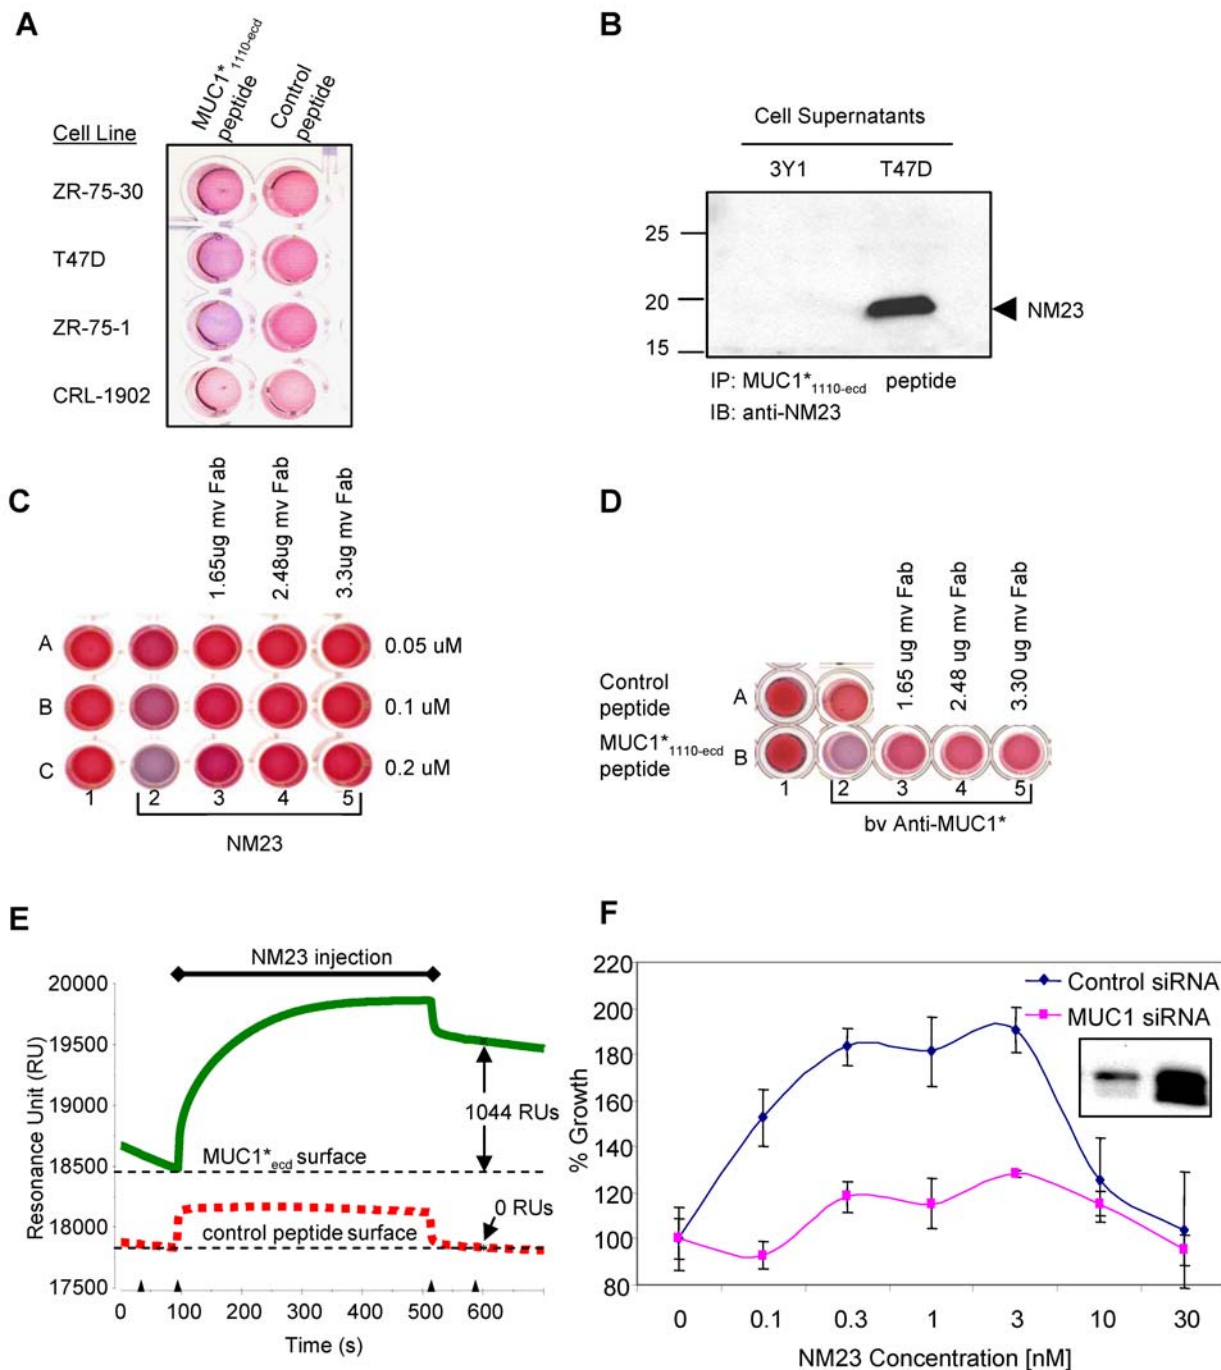 A
MUC1* 1110-ecd
peptide
Control
peptide
Cell Line
ZR-75-30
T47D
ZR-75-1
CRL-1902
B
Cell Supernatants
3Y1 T47D
25
20
15
NM23
IP: MUC1*1110-ecd peptide
IB: anti-NM23
C
1.65ug mv Fab
2.48ug mv Fab
3.3ug mv Fab
A 0.05 uM
B 0.1 uM
C 0.2 uM
1 2 3 4 5
NM23
D
1.65 ug mv Fab
2.48 ug mv Fab
3.30 ug mv Fab
Control
peptide
A
MUC1*1110-ecd
peptide
B
1 2 3 4 5
bv Anti-MUC1*
E
NM23 injection
Resonance Unit (RU)
20000
19500
19000
18500
18000
17500
1044 RUs
MUC1*ecd surface
0 RUs
control peptide surface
0 100 200 300 400 500 600
Time (s)
F
% Growth
220
200
180
160
140
120
100
80
Control siRNA
MUC1 siRNA
0 0.1 0.3 1 3 10 30
NM23 Concentration [nM]